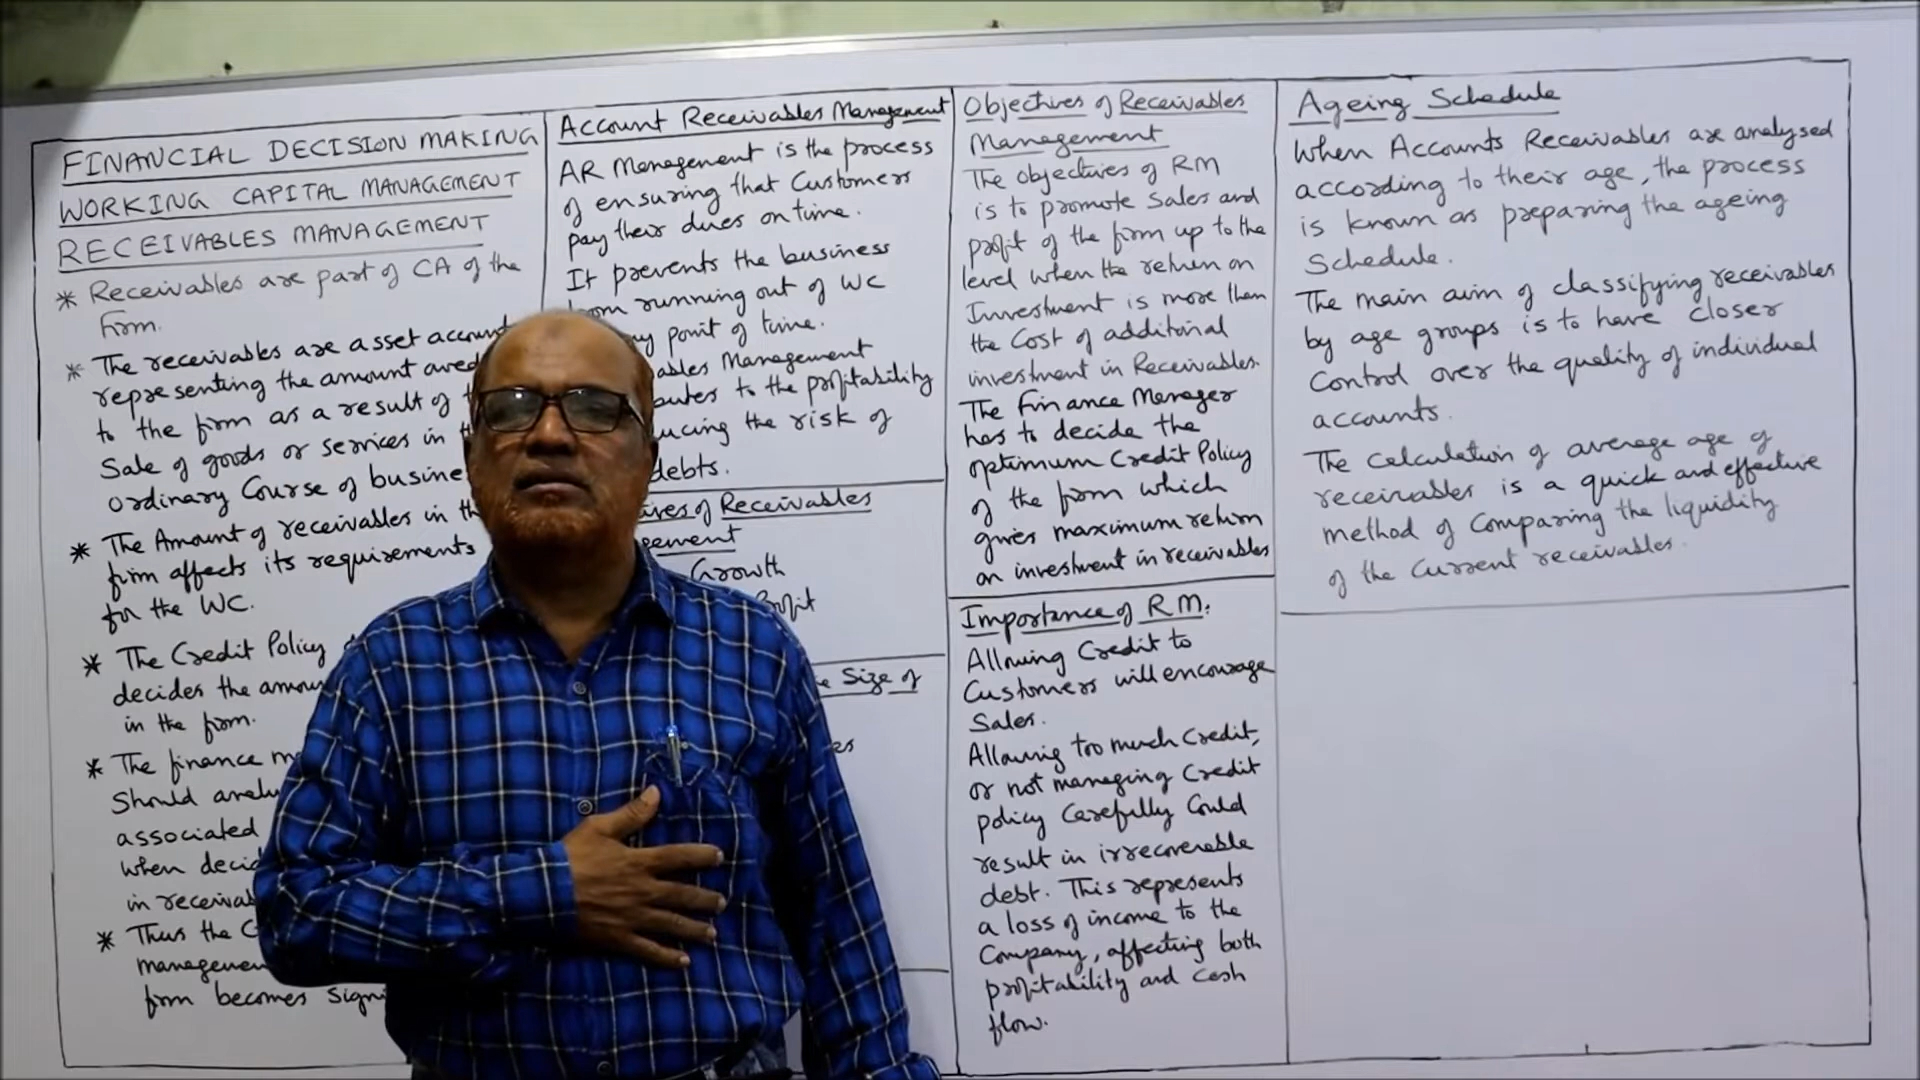 FINANCIAL DECISION MAKING
WORKING CAPITAL MANAGEMENT
RECEIVABLES MANAGEMENT
* Receivables are part of CA of the
firm.
* The receivables are asset account
representing the amount owed
to the firm as a result of
Sale of goods or services in
ordinary Course of
* The Amount of receivables in
firm affects its requirements
for the WC.
* The Credit Policy
decides the
in the firm.
* The finance
Should
associated
when
in
* Thus the
firm becomes
Account Receivables Management
AR Menegement is the process
of ensuring that Customers
pay their dues on time.
It prevents the business
running out of WC
point of time.
Management
to the profitability
the risk of
debts.
of Receivables
Growth
Size of
Objectives of Receivables
Management
The objectives of RM
is to promote Sales and
profit of the firm up to the
level when the return on
Investment is more than
the Cost of additional
investment in Receivables.
The Finance Manager
has to decide the
optimum Credit Policy
of the firm which
gives maximum return
on investment in receivables
Importance of RM.
Allowing Credit to
Customers will encourage
Sales.
Allowing too much Credit,
or not managing Credit
policy Carefully Could
result in irrecoverable
debt. This represents
a loss of income to the
Company, affecting both
profitability and cash
flow.
Ageing Schedule
When Accounts Receivables are analysed
according to their age, the process
is known as preparing the ageing
Schedule.
The main aim of classifying receivables
by age groups is to have closer
Control over the quality of individual
accounts.
The Calculation of average age of
receivables is a quick and effective
method of Comparing the liquidity
of the Current receivables.